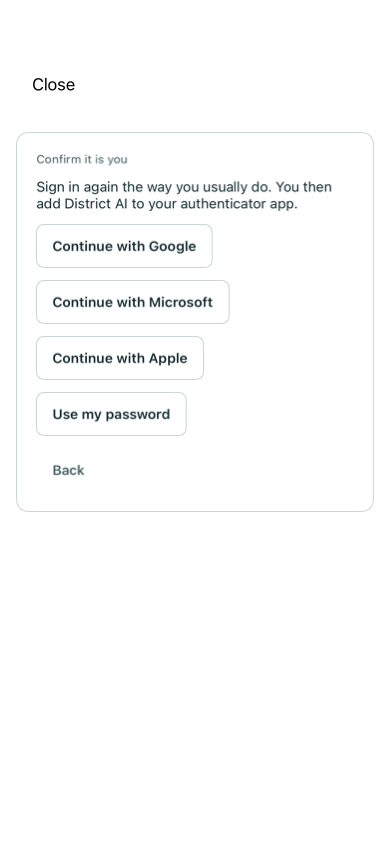 Close
Confirm it is you
Sign in again the way you usually do. You then
add District AI to your authenticator app.
Continue with Google
Continue with Microsoft
Continue with Apple
Use my password
Back